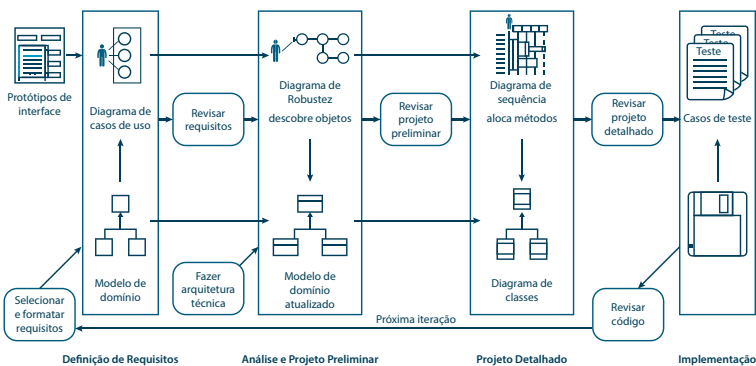 Protótipos de
interface
Diagrama de
casos de uso
Revisar
requisitos
Diagrama de
Robustez
descobre objetos
Revisar
projeto
preliminar
Diagrama de
sequência
aloca métodos
Revisar
projeto
detalhado
Teste
Teste
Teste
Casos de teste
Selecionar
e formatar
requisitos
Modelo de
domínio
Fazer
arquitetura
técnica
Modelo de
domínio
atualizado
Diagrama de
classes
Revisar
código
Próxima iteração
Definição de Requisitos
Análise e Projeto Preliminar
Projeto Detalhado
Implementação